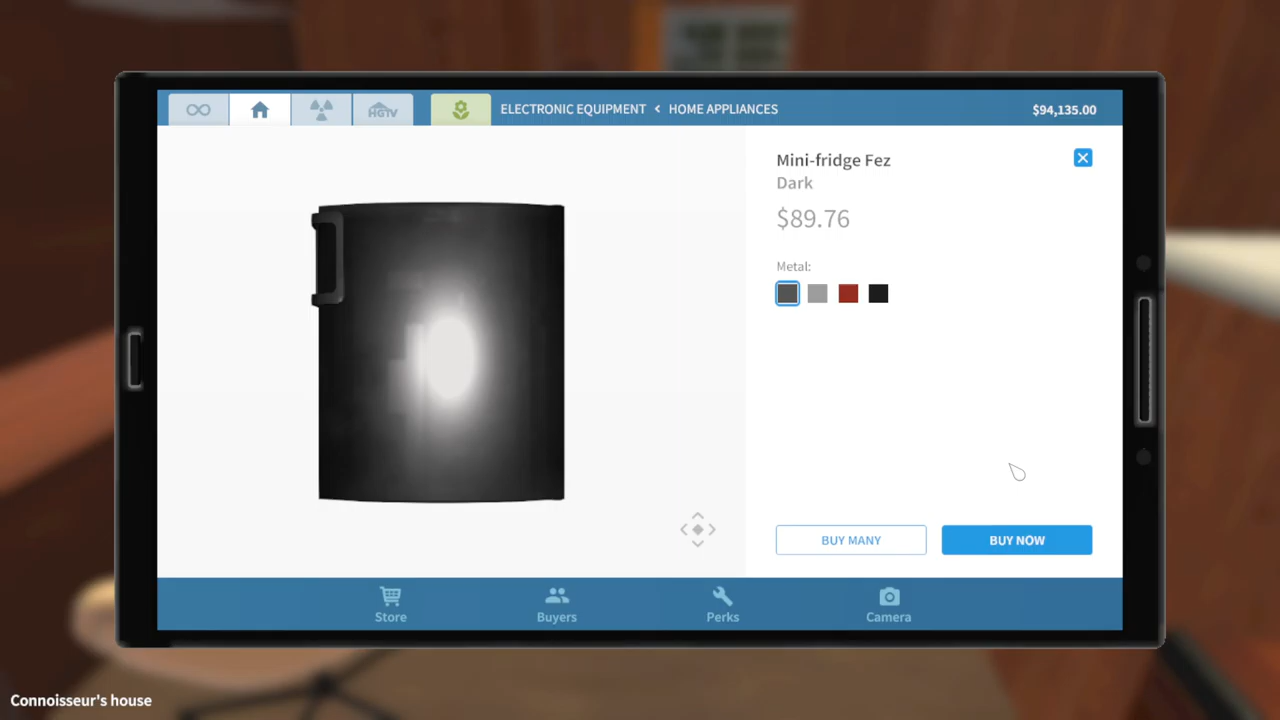 HGTV
ELECTRONIC EQUIPMENT < HOME APPLIANCES
$94,135.00
Mini-fridge Fez
Dark
$89.76
Metal:
BUY MANY
BUY NOW
Store
Buyers
Perks
Camera
Connoisseur's house